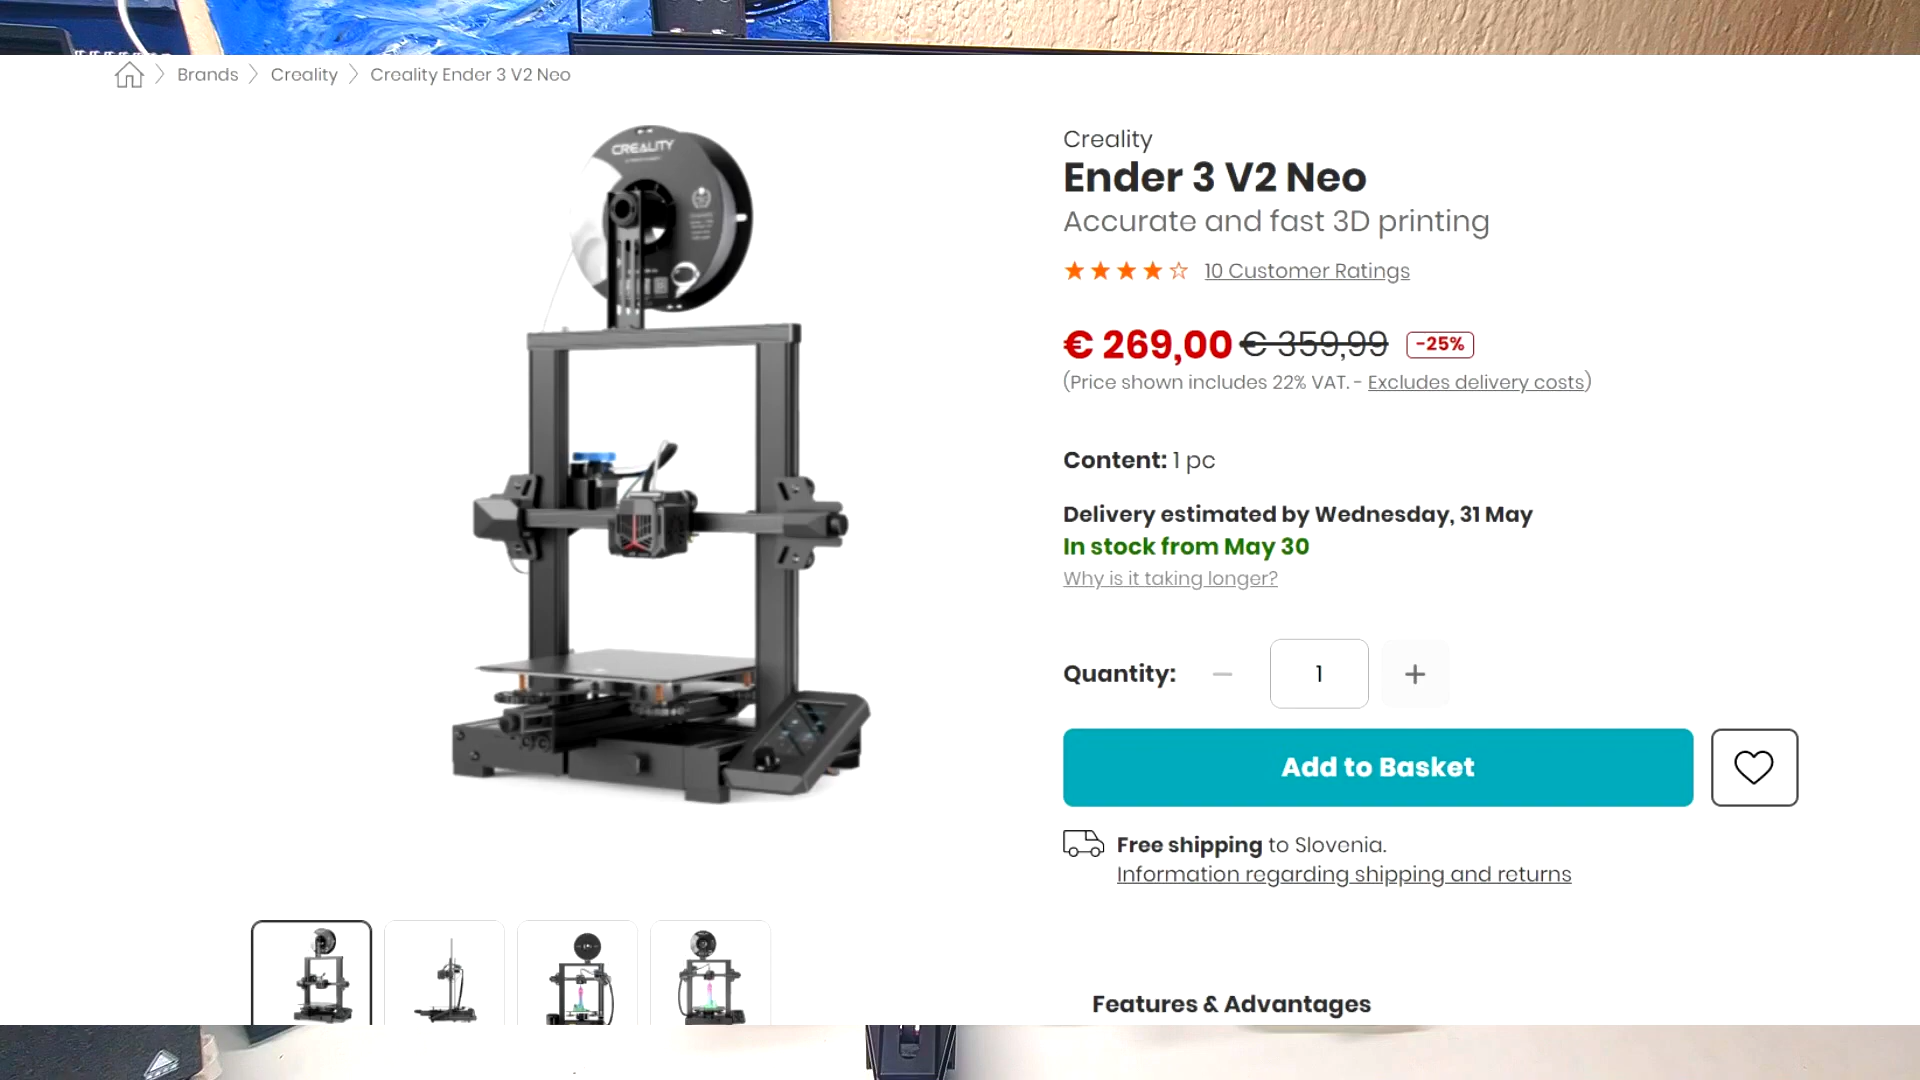 Brands
Creality
Creality Ender 3 V2 Neo
CREALITY
Creality
Ender 3 V2 Neo
Accurate and fast 3D printing
10 Customer Ratings
€ 269,00 € 359,99 -25%
(Price shown includes 22% VAT. - Excludes delivery costs)
Content: 1 pc
Delivery estimated by Wednesday, 31 May
In stock from May 30
Why is it taking longer?
Quantity: − 1 +
Add to Basket
Free shipping to Slovenia.
Information regarding shipping and returns
Features & Advantages